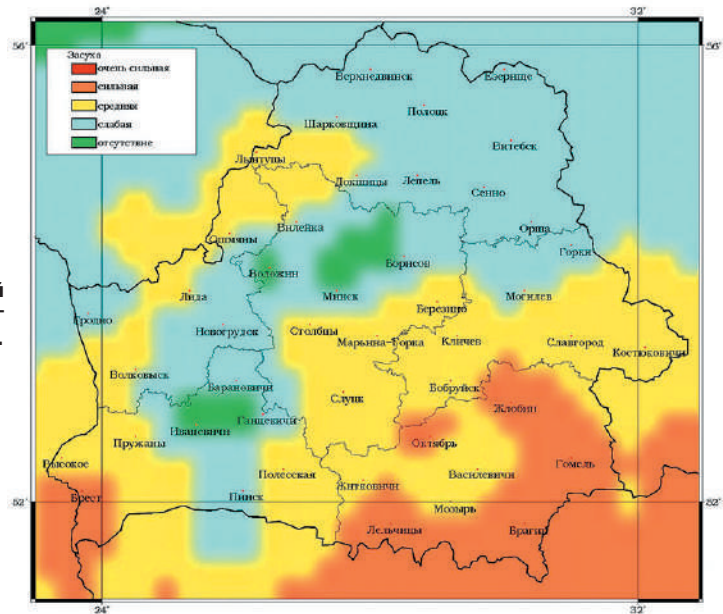 24°
32°
56°
56°
Засуха
очень сильная
сильная
средняя
слабая
отсутствие
Верхнедвинск
Езерище
Полоцк
Шарковщина
Витебск
Лынтупы
Докшицы
Лепель
Сенно
Вилейка
Орша
Ошмяны
Горки
Борисов
Воложин
й
Лида
Минск
Березино
Могилев
Гродно
Новогрудок
Столбцы
Марьина-Горка
Кличев
Славгород
Костюковичи
Волковыск
Барановичи
Бобруйск
Слуцк
Жлобин
Ганцевичи
Ивацевичи
Пружаны
Октябрь
Высокое
Полесская
Василевичи
Гомель
Житковичи
Брест
Пинск
52°
52°
Мозырь
Лельчицы
Брагин
24°
32°